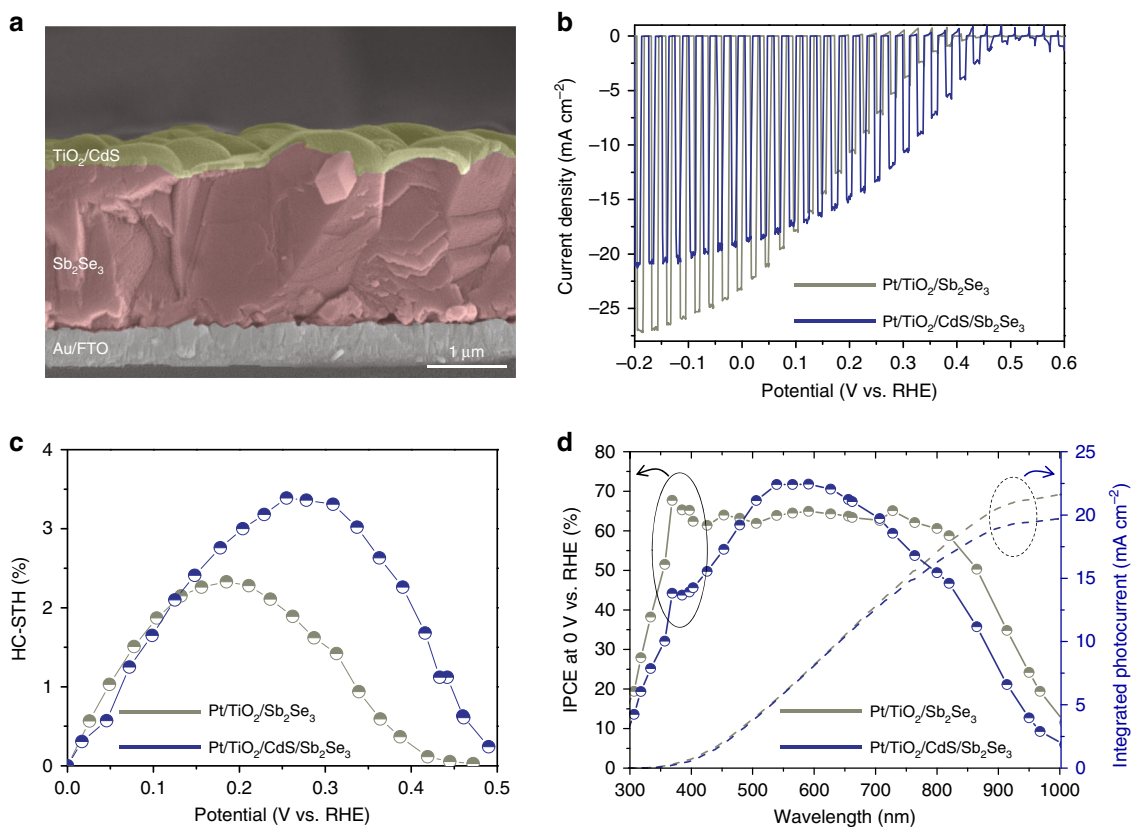 a
TiO₂/CdS
Sb₂Se₃
Au/FTO
1 μm
b
0
−5
−10
−15
−20
−25
Current density (mA cm⁻²)
Pt/TiO₂/Sb₂Se₃
Pt/TiO₂/CdS/Sb₂Se₃
−0.2 −0.1 0.0 0.1 0.2 0.3 0.4 0.5 0.6
Potential (V vs. RHE)
c
4
3
2
1
0
HC-STH (%)
Pt/TiO₂/Sb₂Se₃
Pt/TiO₂/CdS/Sb₂Se₃
0.0 0.1 0.2 0.3 0.4 0.5
Potential (V vs. RHE)
d
80
70
60
50
40
30
20
10
0
IPCE at 0 V vs. RHE (%)
25
20
15
10
5
0
Integrated photocurrent (mA cm⁻²)
Pt/TiO₂/Sb₂Se₃
Pt/TiO₂/CdS/Sb₂Se₃
300 400 500 600 700 800 900 1000
Wavelength (nm)